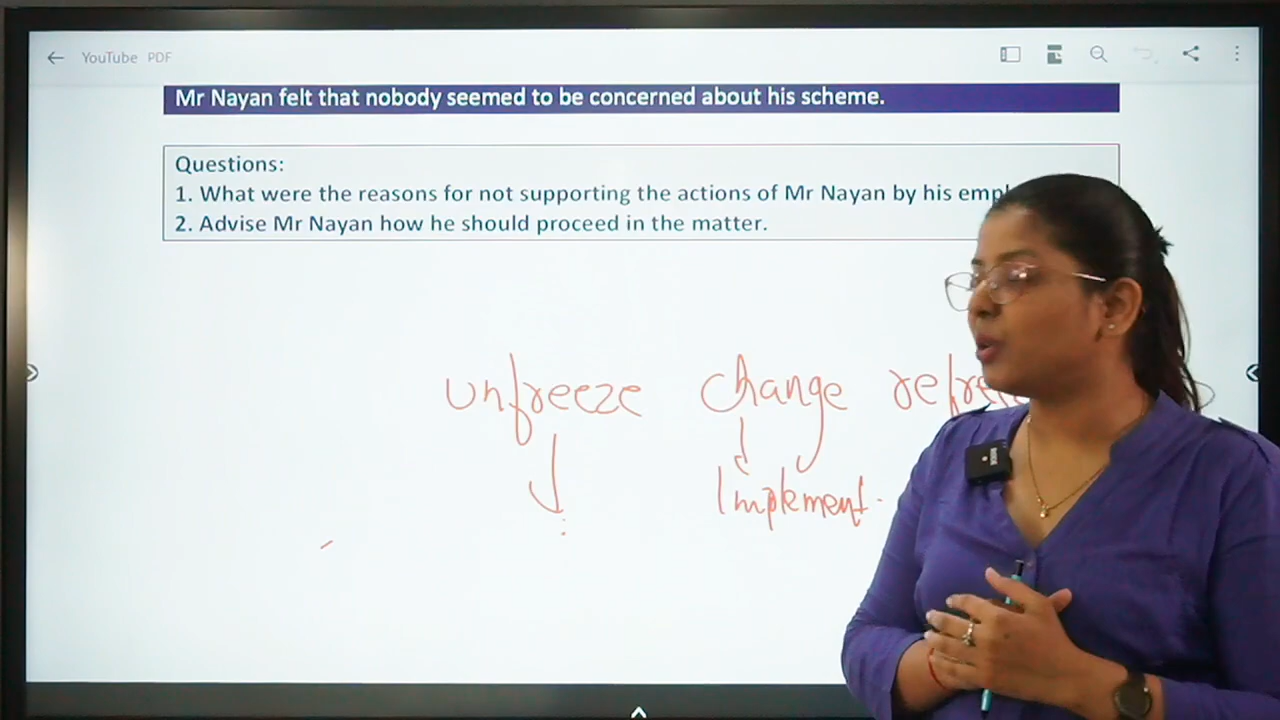 YouTube PDF
Mr Nayan felt that nobody seemed to be concerned about his scheme.
Questions:
1. What were the reasons for not supporting the actions of Mr Nayan by his
2. Advise Mr Nayan how he should proceed in the matter.
unfreeze change
Implement.